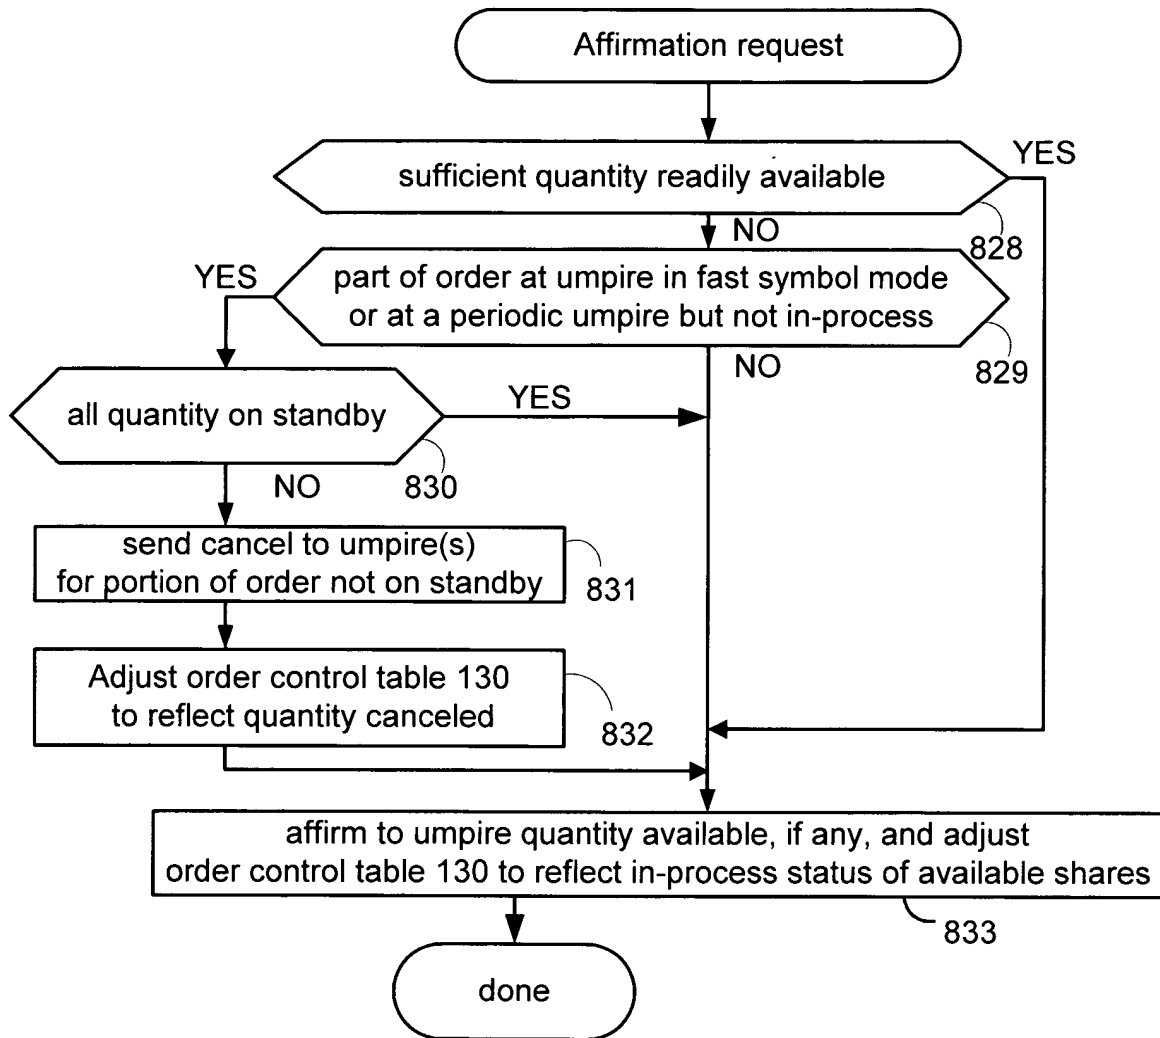 Affirmation request
YES
sufficient quantity readily available
828
NO
YES
part of order at umpire in fast symbol mode
or at a periodic umpire but not in-process
829
NO
all quantity on standby
YES
830
NO
send cancel to umpire(s)
for portion of order not on standby
831
Adjust order control table 130
to reflect quantity canceled
832
affirm to umpire quantity available, if any, and adjust
order control table 130 to reflect in-process status of available shares
833
done